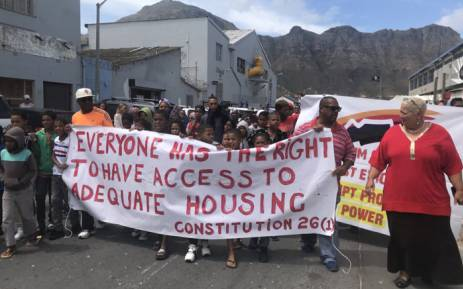 EVERYONE HAS THE RIGHT
TO HAVE ACCESS TO
ADEQUATE HOUSING
CONSTITUTION 26(1)
POWER